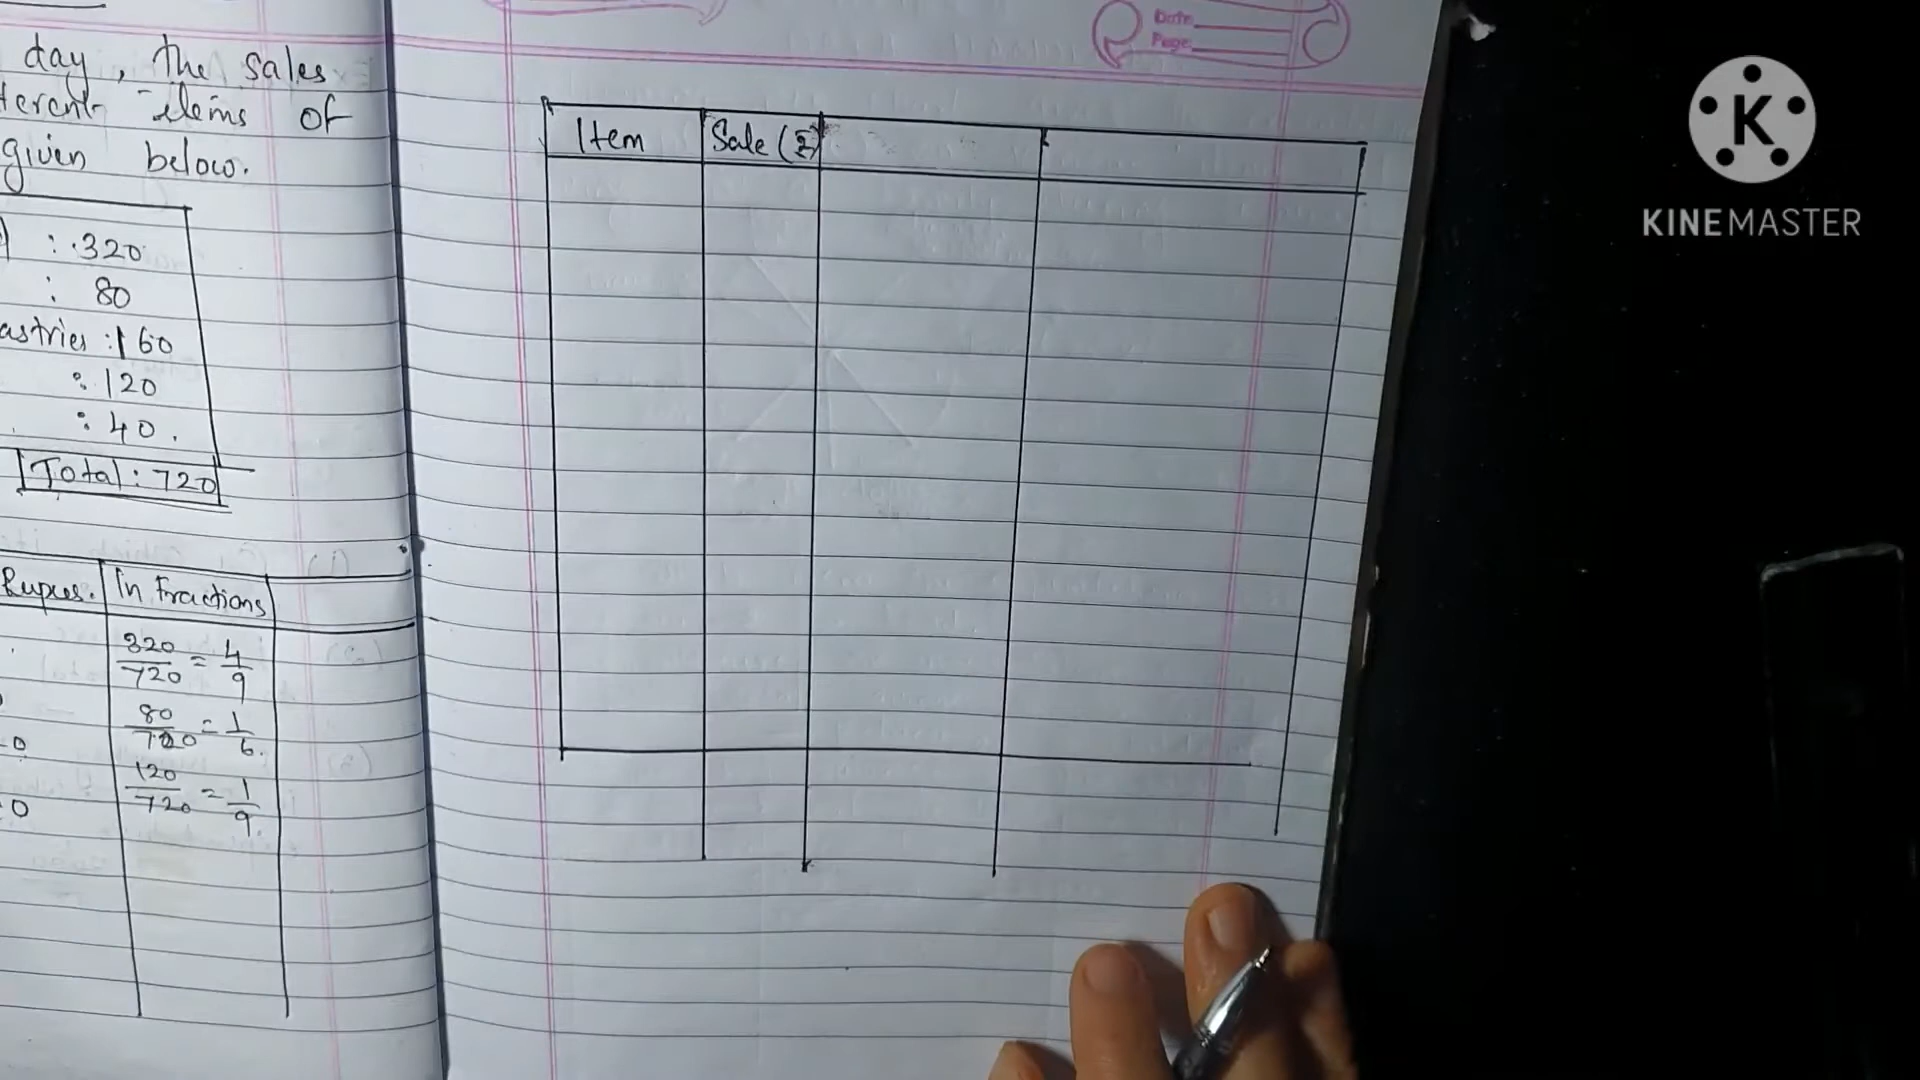 day, the sales
items of
given below.
: 320
: 80
astries : 160
: 120
: 40.
Total : 720
Rupees. In Fractions
320/720 = 4/9
80/720 = 1/6.
120/720 = 1/9.
Date
Page
Item Sale (₹)
K
KINEMASTER